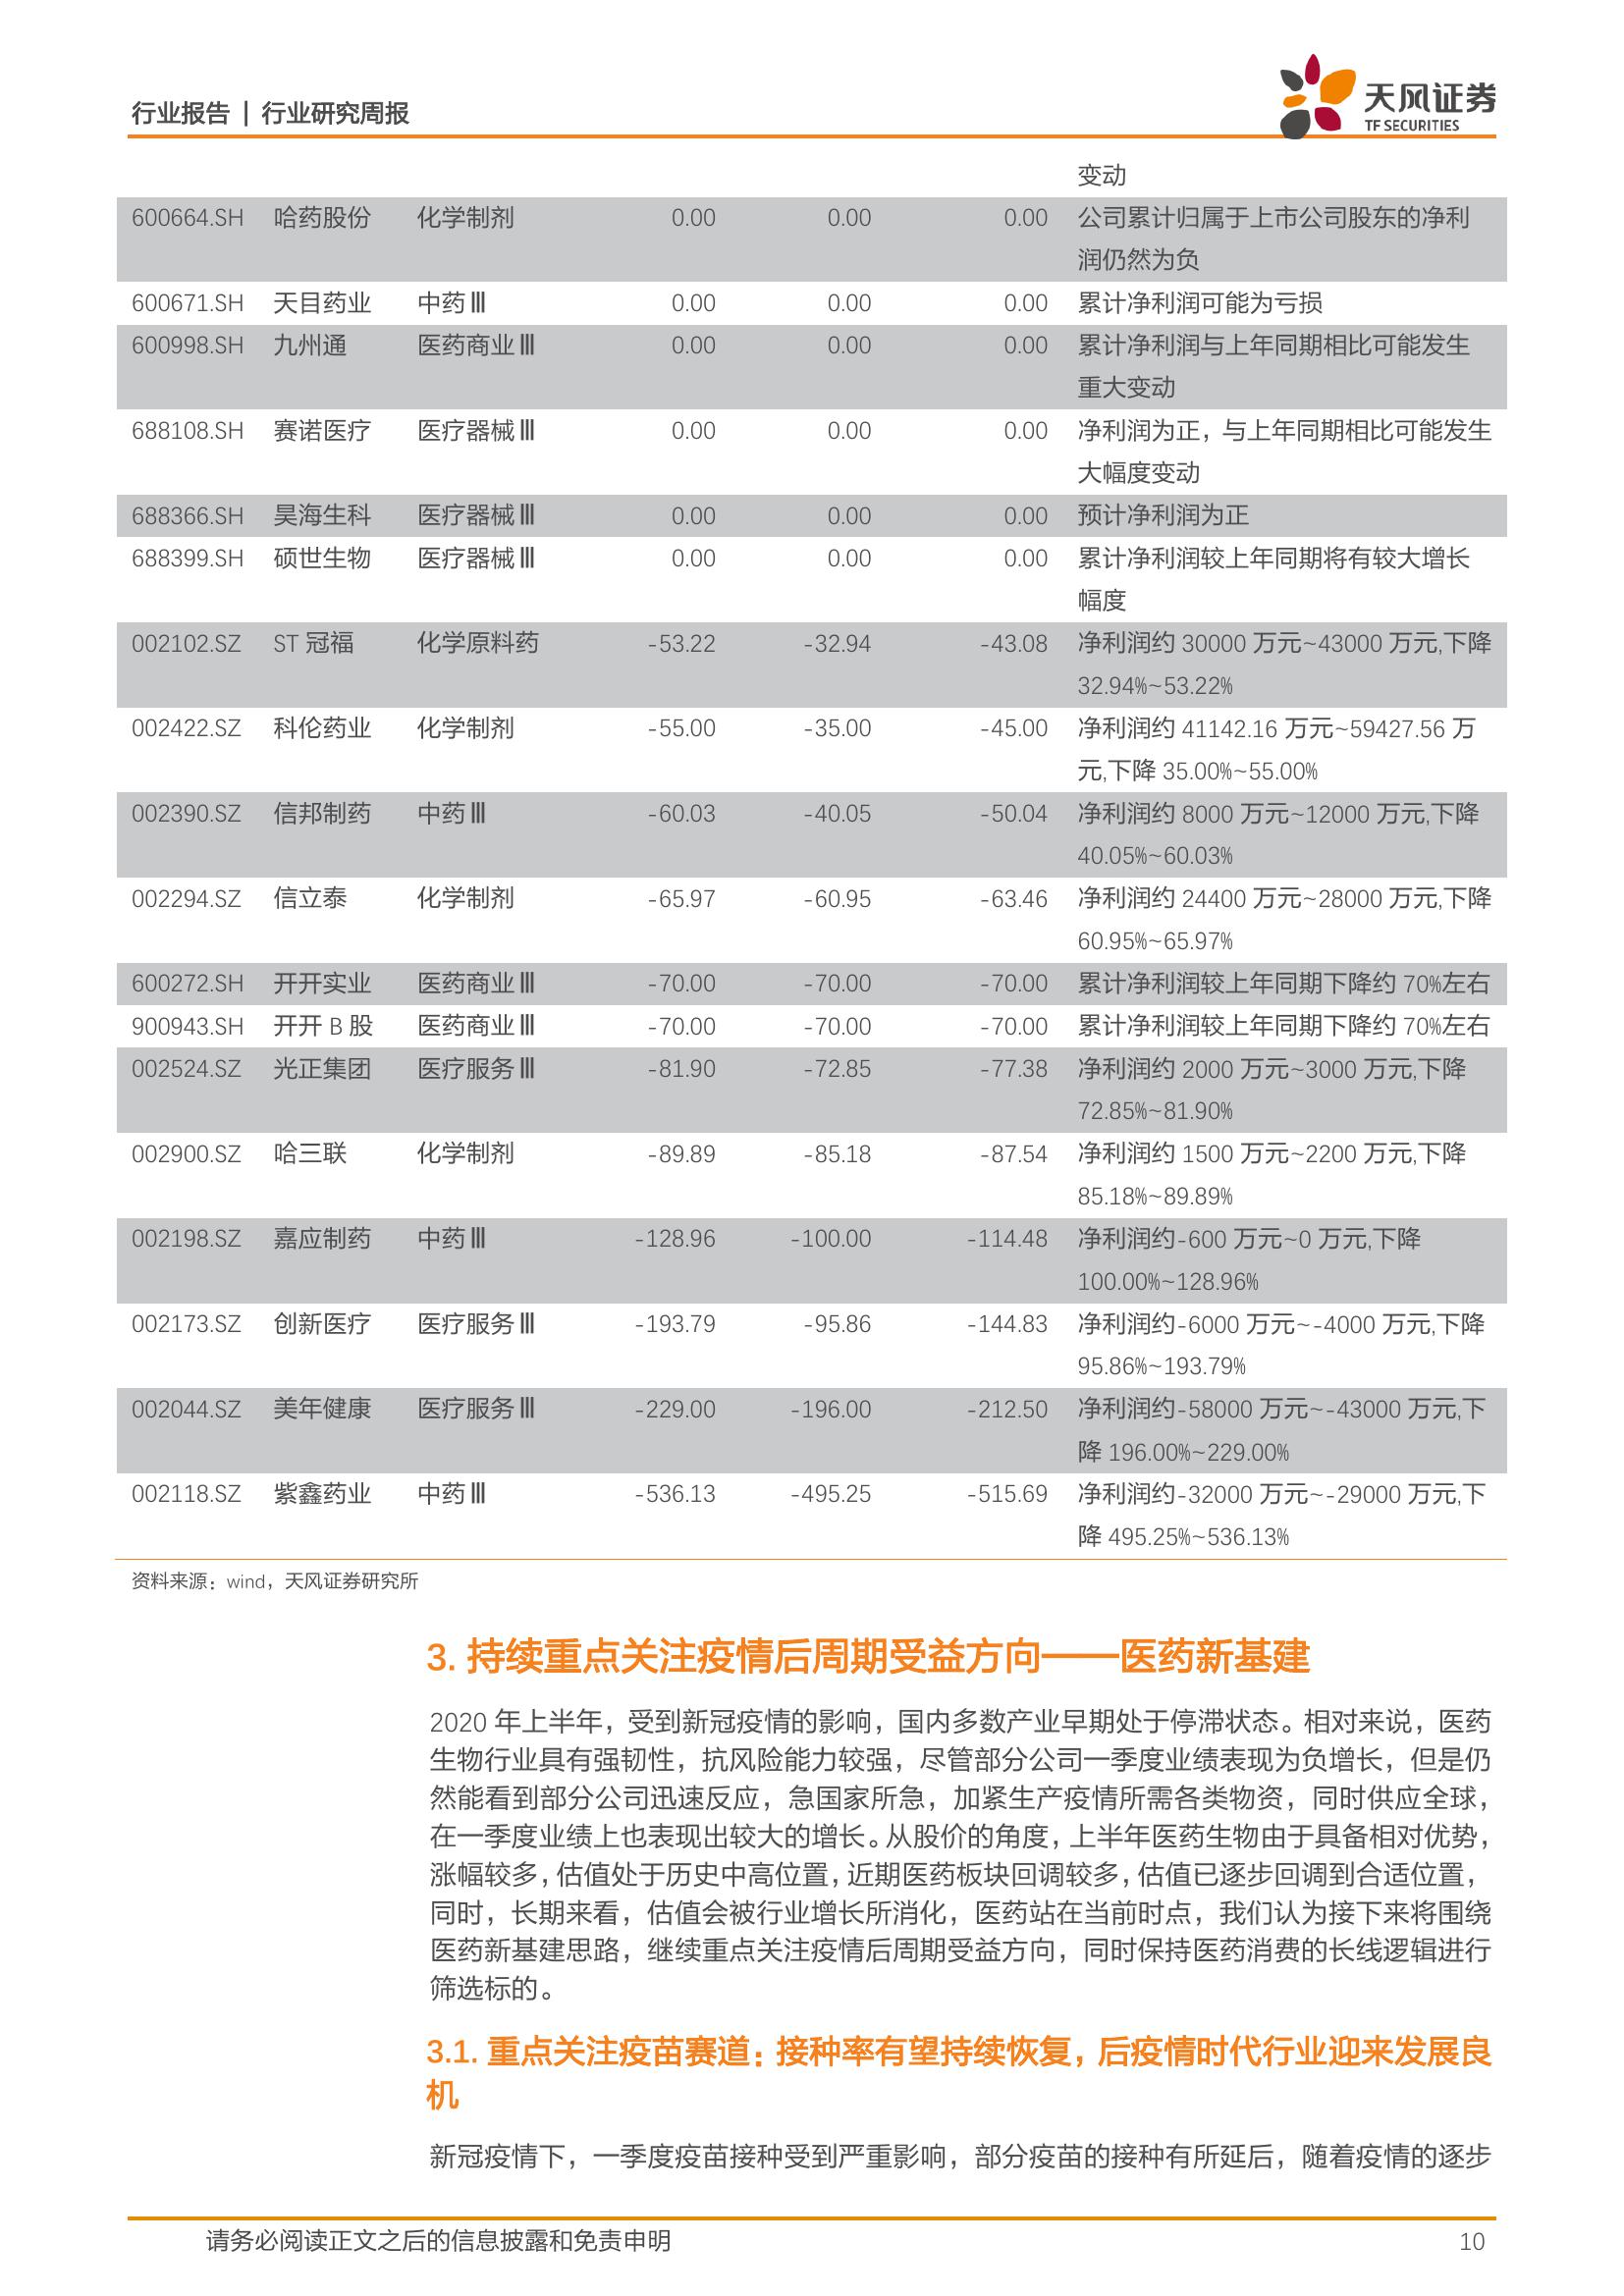 行业报告 | 行业研究周报
天风证券
TF SECURITIES
变动
600664.SH 哈药股份 化学制剂 0.00 0.00 0.00 公司累计归属于上市公司股东的净利
润仍然为负
600671.SH 天目药业 中药Ⅲ 0.00 0.00 0.00 累计净利润可能为亏损
600998.SH 九州通 医药商业Ⅲ 0.00 0.00 0.00 累计净利润与上年同期相比可能发生
重大变动
688108.SH 赛诺医疗 医疗器械Ⅲ 0.00 0.00 0.00 净利润为正，与上年同期相比可能发生
大幅度变动
688366.SH 昊海生科 医疗器械Ⅲ 0.00 0.00 0.00 预计净利润为正
688399.SH 硕世生物 医疗器械Ⅲ 0.00 0.00 0.00 累计净利润较上年同期将有较大增长
幅度
002102.SZ ST 冠福 化学原料药 -53.22 -32.94 -43.08 净利润约 30000 万元~43000 万元,下降
32.94%~53.22%
002422.SZ 科伦药业 化学制剂 -55.00 -35.00 -45.00 净利润约 41142.16 万元~59427.56 万
元,下降 35.00%~55.00%
002390.SZ 信邦制药 中药Ⅲ -60.03 -40.05 -50.04 净利润约 8000 万元~12000 万元,下降
40.05%~60.03%
002294.SZ 信立泰 化学制剂 -65.97 -60.95 -63.46 净利润约 24400 万元~28000 万元,下降
60.95%~65.97%
600272.SH 开开实业 医药商业Ⅲ -70.00 -70.00 -70.00 累计净利润较上年同期下降约 70%左右
900943.SH 开开 B 股 医药商业Ⅲ -70.00 -70.00 -70.00 累计净利润较上年同期下降约 70%左右
002524.SZ 光正集团 医疗服务Ⅲ -81.90 -72.85 -77.38 净利润约 2000 万元~3000 万元,下降
72.85%~81.90%
002900.SZ 哈三联 化学制剂 -89.89 -85.18 -87.54 净利润约 1500 万元~2200 万元,下降
85.18%~89.89%
002198.SZ 嘉应制药 中药Ⅲ -128.96 -100.00 -114.48 净利润约-600 万元~0 万元,下降
100.00%~128.96%
002173.SZ 创新医疗 医疗服务Ⅲ -193.79 -95.86 -144.83 净利润约-6000 万元~-4000 万元,下降
95.86%~193.79%
002044.SZ 美年健康 医疗服务Ⅲ -229.00 -196.00 -212.50 净利润约-58000 万元~-43000 万元,下
降 196.00%~229.00%
002118.SZ 紫鑫药业 中药Ⅲ -536.13 -495.25 -515.69 净利润约-32000 万元~-29000 万元,下
降 495.25%~536.13%
资料来源：wind，天风证券研究所
3. 持续重点关注疫情后周期受益方向——医药新基建
2020 年上半年，受到新冠疫情的影响，国内多数产业早期处于停滞状态。相对来说，医药
生物行业具有强韧性，抗风险能力较强，尽管部分公司一季度业绩表现为负增长，但是仍
然能看到部分公司迅速反应，急国家所急，加紧生产疫情所需各类物资，同时供应全球，
在一季度业绩上也表现出较大的增长。从股价的角度，上半年医药生物由于具备相对优势，
涨幅较多，估值处于历史中高位置，近期医药板块回调较多，估值已逐步回调到合适位置，
同时，长期来看，估值会被行业增长所消化，医药站在当前时点，我们认为接下来将围绕
医药新基建思路，继续重点关注疫情后周期受益方向，同时保持医药消费的长线逻辑进行
筛选标的。
3.1. 重点关注疫苗赛道：接种率有望持续恢复，后疫情时代行业迎来发展良
机
新冠疫情下，一季度疫苗接种受到严重影响，部分疫苗的接种有所延后，随着疫情的逐步
请务必阅读正文之后的信息披露和免责申明 10